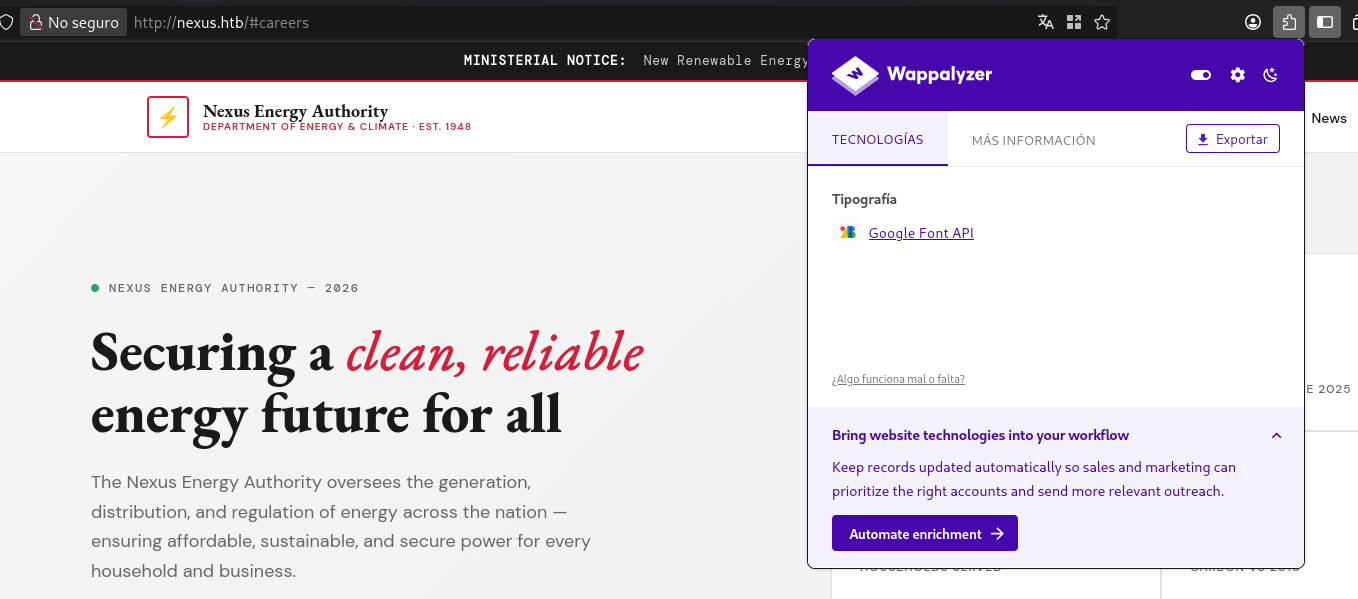 No seguro http://nexus.htb/#careers
MINISTERIAL NOTICE: New Renewable Energy
Nexus Energy Authority
DEPARTMENT OF ENERGY & CLIMATE · EST. 1948
News
Wappalyzer
TECNOLOGÍAS MÁS INFORMACIÓN Exportar
Tipografía
Google Font API
¿Algo funciona mal o falta?
Bring website technologies into your workflow
Keep records updated automatically so sales and marketing can
prioritize the right accounts and send more relevant outreach.
Automate enrichment
NEXUS ENERGY AUTHORITY — 2026
Securing a clean, reliable
energy future for all
The Nexus Energy Authority oversees the generation,
distribution, and regulation of energy across the nation —
ensuring affordable, sustainable, and secure power for every
household and business.
E 2025